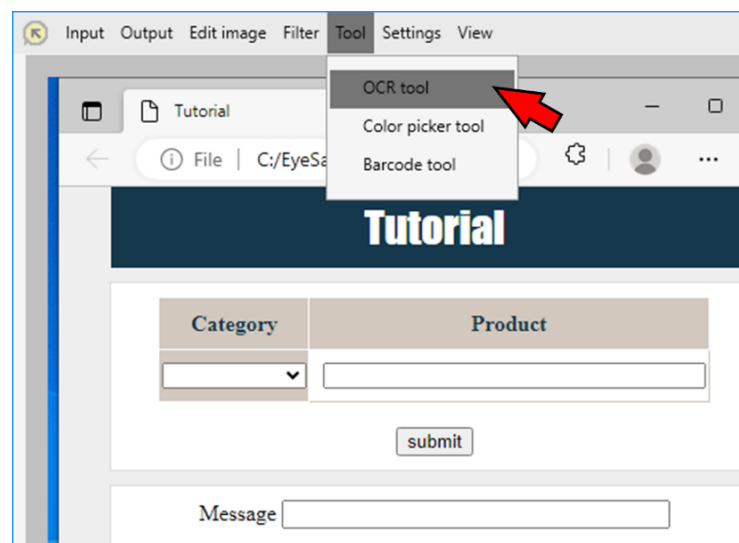 Input Output Edit image Filter Tool Settings View
OCR tool
Color picker tool
Barcode tool
Tutorial
File | C:/EyeSa
Tutorial
Category Product
submit
Message